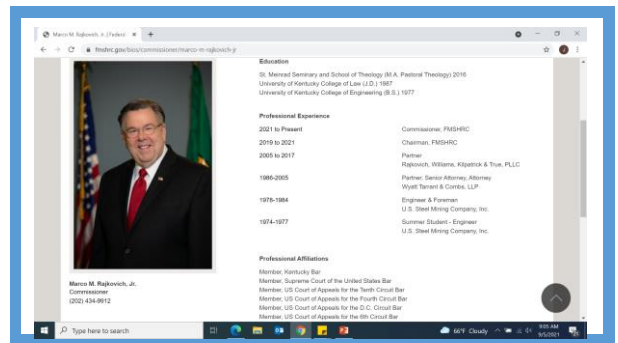 Marco M. Rajkovich, Jr. | Federal
fmshrc.gov/bios/commissioner/marco-m-rajkovich-jr
Education
St. Meinrad Seminary and School of Theology (M.A. Pastoral Theology) 2016
University of Kentucky College of Law (J.D.) 1987
University of Kentucky College of Engineering (B.S.) 1977
Professional Experience
2021 to Present Commissioner, FMSHRC
2019 to 2021 Chairman, FMSHRC
2005 to 2017 Partner
Rajkovich, Williams, Kilpatrick & True, PLLC
1986-2005 Partner, Senior Attorney, Attorney
Wyatt Tarrant & Combs, LLP
1978-1984 Engineer & Foreman
U.S. Steel Mining Company, Inc.
1974-1977 Summer Student - Engineer
U.S. Steel Mining Company, Inc.
Professional Affiliations
Member, Kentucky Bar
Member, Supreme Court of the United States Bar
Member, US Court of Appeals for the Tenth Circuit Bar
Member, US Court of Appeals for the Fourth Circuit Bar
Member, US Court of Appeals for the D.C. Circuit Bar
Member, US Court of Appeals for the 6th Circuit Bar
Marco M. Rajkovich, Jr.
Commissioner
(202) 434-9912
Type here to search
66°F Cloudy
9:05 AM
9/5/2021